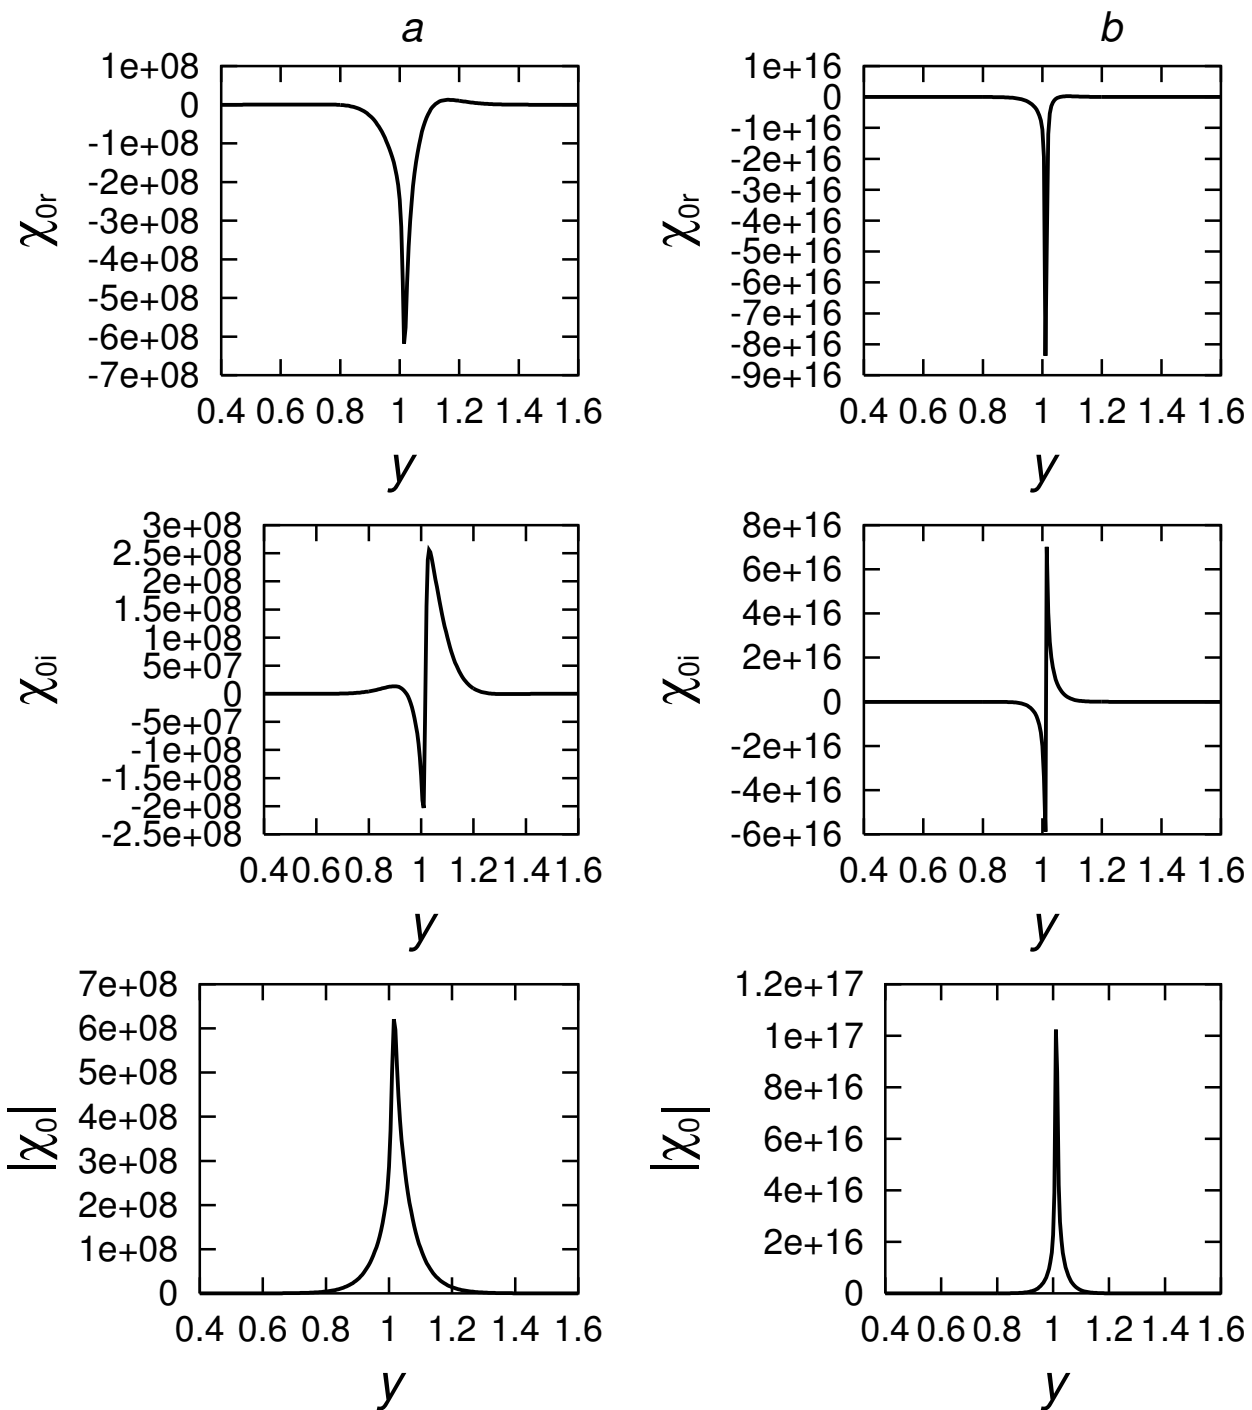 a
b
1e+08
0
-1e+08
-2e+08
-3e+08
-4e+08
-5e+08
-6e+08
-7e+08
χ0r
0.4 0.6 0.8 1 1.2 1.4 1.6
y
1e+16
0
-1e+16
-2e+16
-3e+16
-4e+16
-5e+16
-6e+16
-7e+16
-8e+16
-9e+16
χ0r
0.4 0.6 0.8 1 1.2 1.4 1.6
y
3e+08
2.5e+08
2e+08
1.5e+08
1e+08
5e+07
0
-5e+07
-1e+08
-1.5e+08
-2e+08
-2.5e+08
χ0i
0.4 0.6 0.8 1 1.2 1.4 1.6
y
8e+16
6e+16
4e+16
2e+16
0
-2e+16
-4e+16
-6e+16
χ0i
0.4 0.6 0.8 1 1.2 1.4 1.6
y
7e+08
6e+08
5e+08
4e+08
3e+08
2e+08
1e+08
0
|χ0|
0.4 0.6 0.8 1 1.2 1.4 1.6
y
1.2e+17
1e+17
8e+16
6e+16
4e+16
2e+16
0
|χ0|
0.4 0.6 0.8 1 1.2 1.4 1.6
y